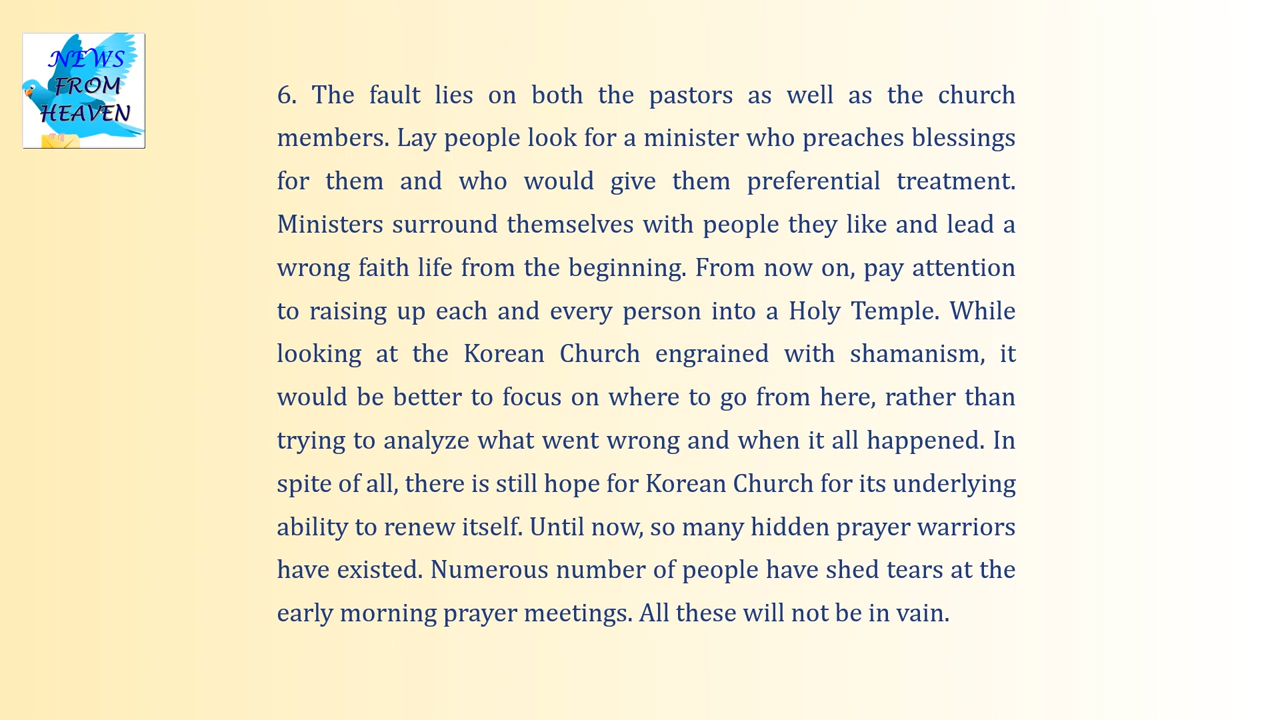 NEWS
FROM
HEAVEN
6. The fault lies on both the pastors as well as the church
members. Lay people look for a minister who preaches blessings
for them and who would give them preferential treatment.
Ministers surround themselves with people they like and lead a
wrong faith life from the beginning. From now on, pay attention
to raising up each and every person into a Holy Temple. While
looking at the Korean Church engrained with shamanism, it
would be better to focus on where to go from here, rather than
trying to analyze what went wrong and when it all happened. In
spite of all, there is still hope for Korean Church for its underlying
ability to renew itself. Until now, so many hidden prayer warriors
have existed. Numerous number of people have shed tears at the
early morning prayer meetings. All these will not be in vain.